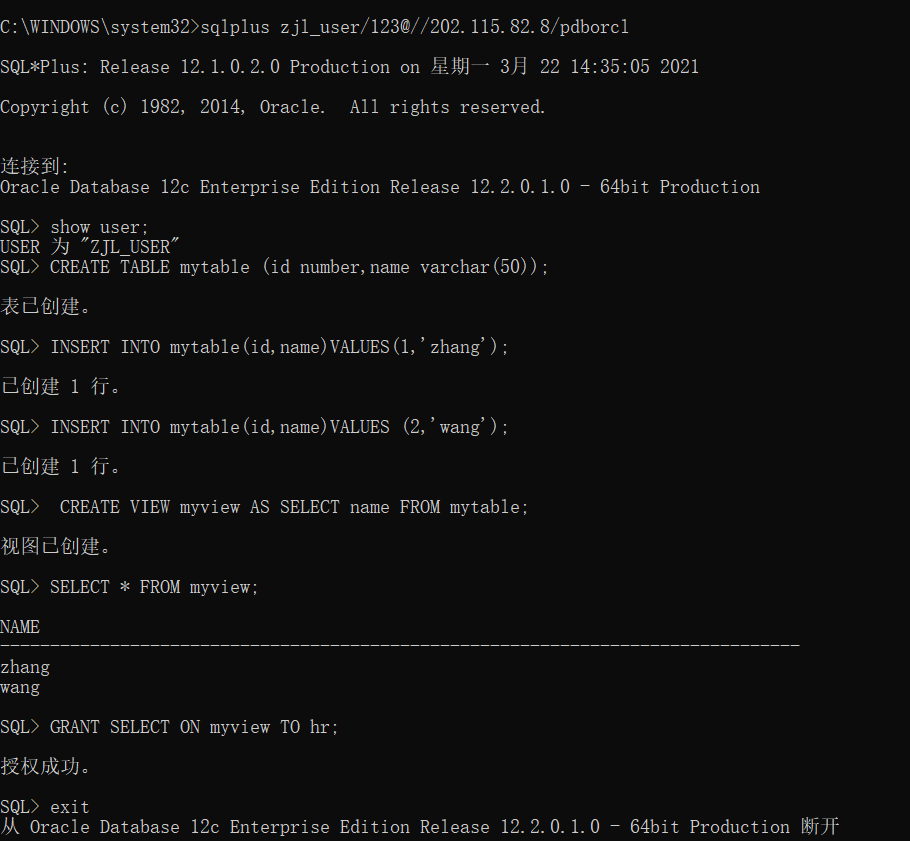 C:\WINDOWS\system32>sqlplus zjl_user/123@//202.115.82.8/pdborcl
SQL*Plus: Release 12.1.0.2.0 Production on 星期一 3月 22 14:35:05 2021
Copyright (c) 1982, 2014, Oracle.  All rights reserved.
连接到:
Oracle Database 12c Enterprise Edition Release 12.2.0.1.0 - 64bit Production
SQL> show user;
USER 为 "ZJL_USER"
SQL> CREATE TABLE mytable (id number,name varchar(50));
表已创建。
SQL> INSERT INTO mytable(id,name)VALUES(1,'zhang');
已创建 1 行。
SQL> INSERT INTO mytable(id,name)VALUES (2,'wang');
已创建 1 行。
SQL>  CREATE VIEW myview AS SELECT name FROM mytable;
视图已创建。
SQL> SELECT * FROM myview;
NAME
--------------------------------------------------------------------------------
zhang
wang
SQL> GRANT SELECT ON myview TO hr;
授权成功。
SQL> exit
从 Oracle Database 12c Enterprise Edition Release 12.2.0.1.0 - 64bit Production 断开